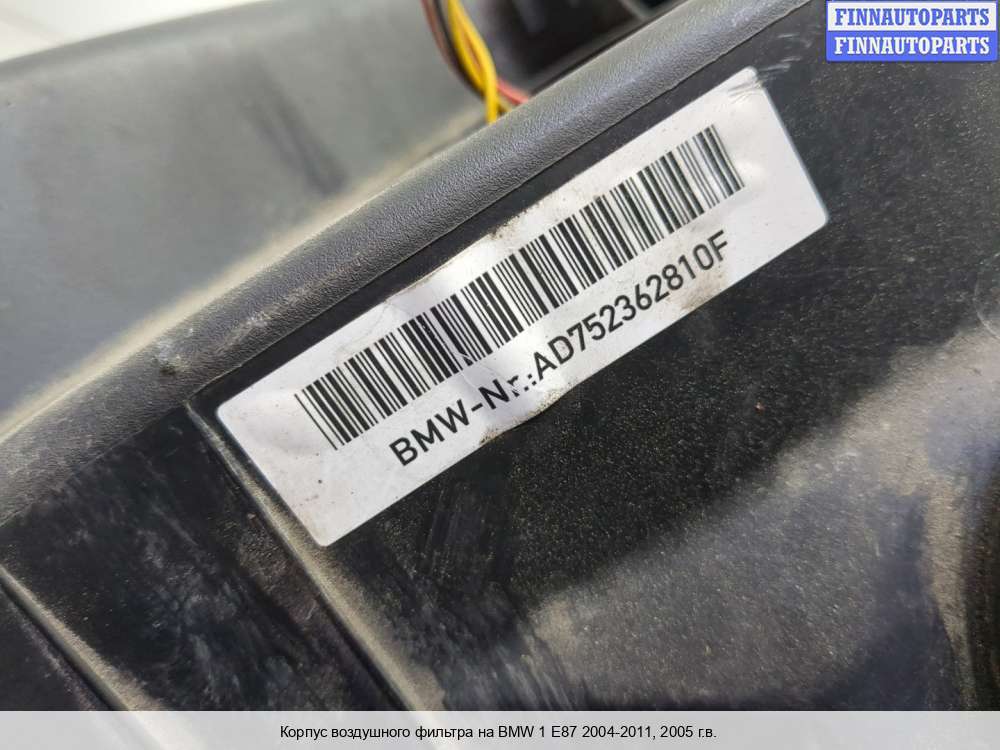 FINNAUTOPARTS
FINNAUTOPARTS
BMW-Nr.:AD752362810F
Корпус воздушного фильтра на BMW 1 E87 2004-2011, 2005 г.в.